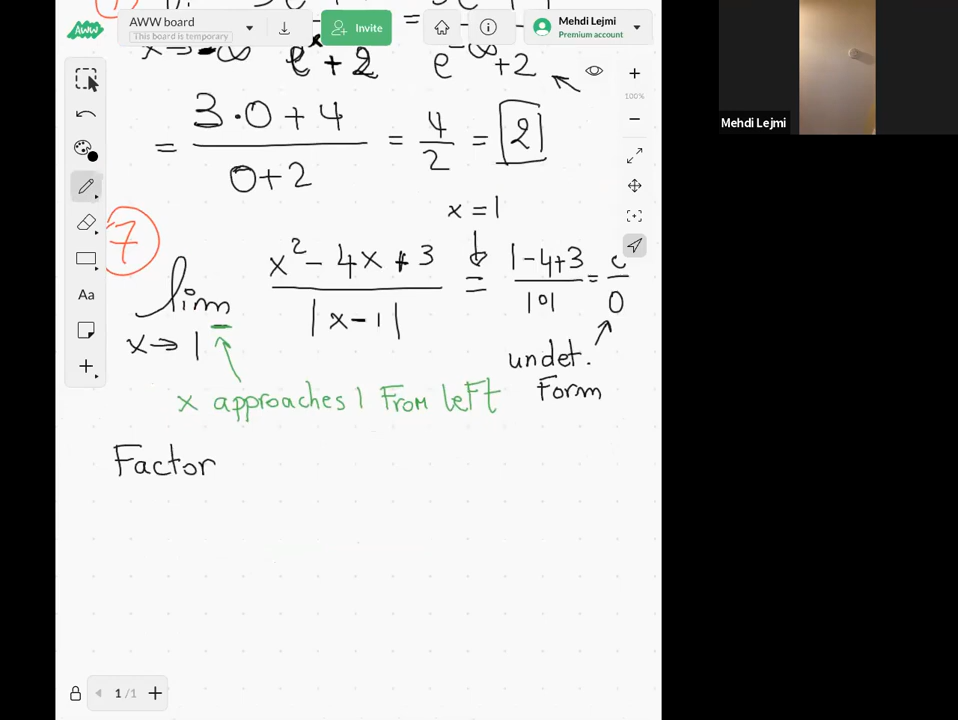 AWW AWW board
This board is temporary
Invite
Mehdi Lejmi
Premium account
x → -∞ e^x + 2 = e^-∞ + 2
100%
= (3·0+4)/(0+2) = 4/2 = 2
Mehdi Lejmi
x = 1
7
lim x → 1⁻ (x² - 4x + 3)/|x-1| = (1-4+3)/|0| = 0/0
undet. Form
x approaches 1 From left
Factor
Aa
1/1